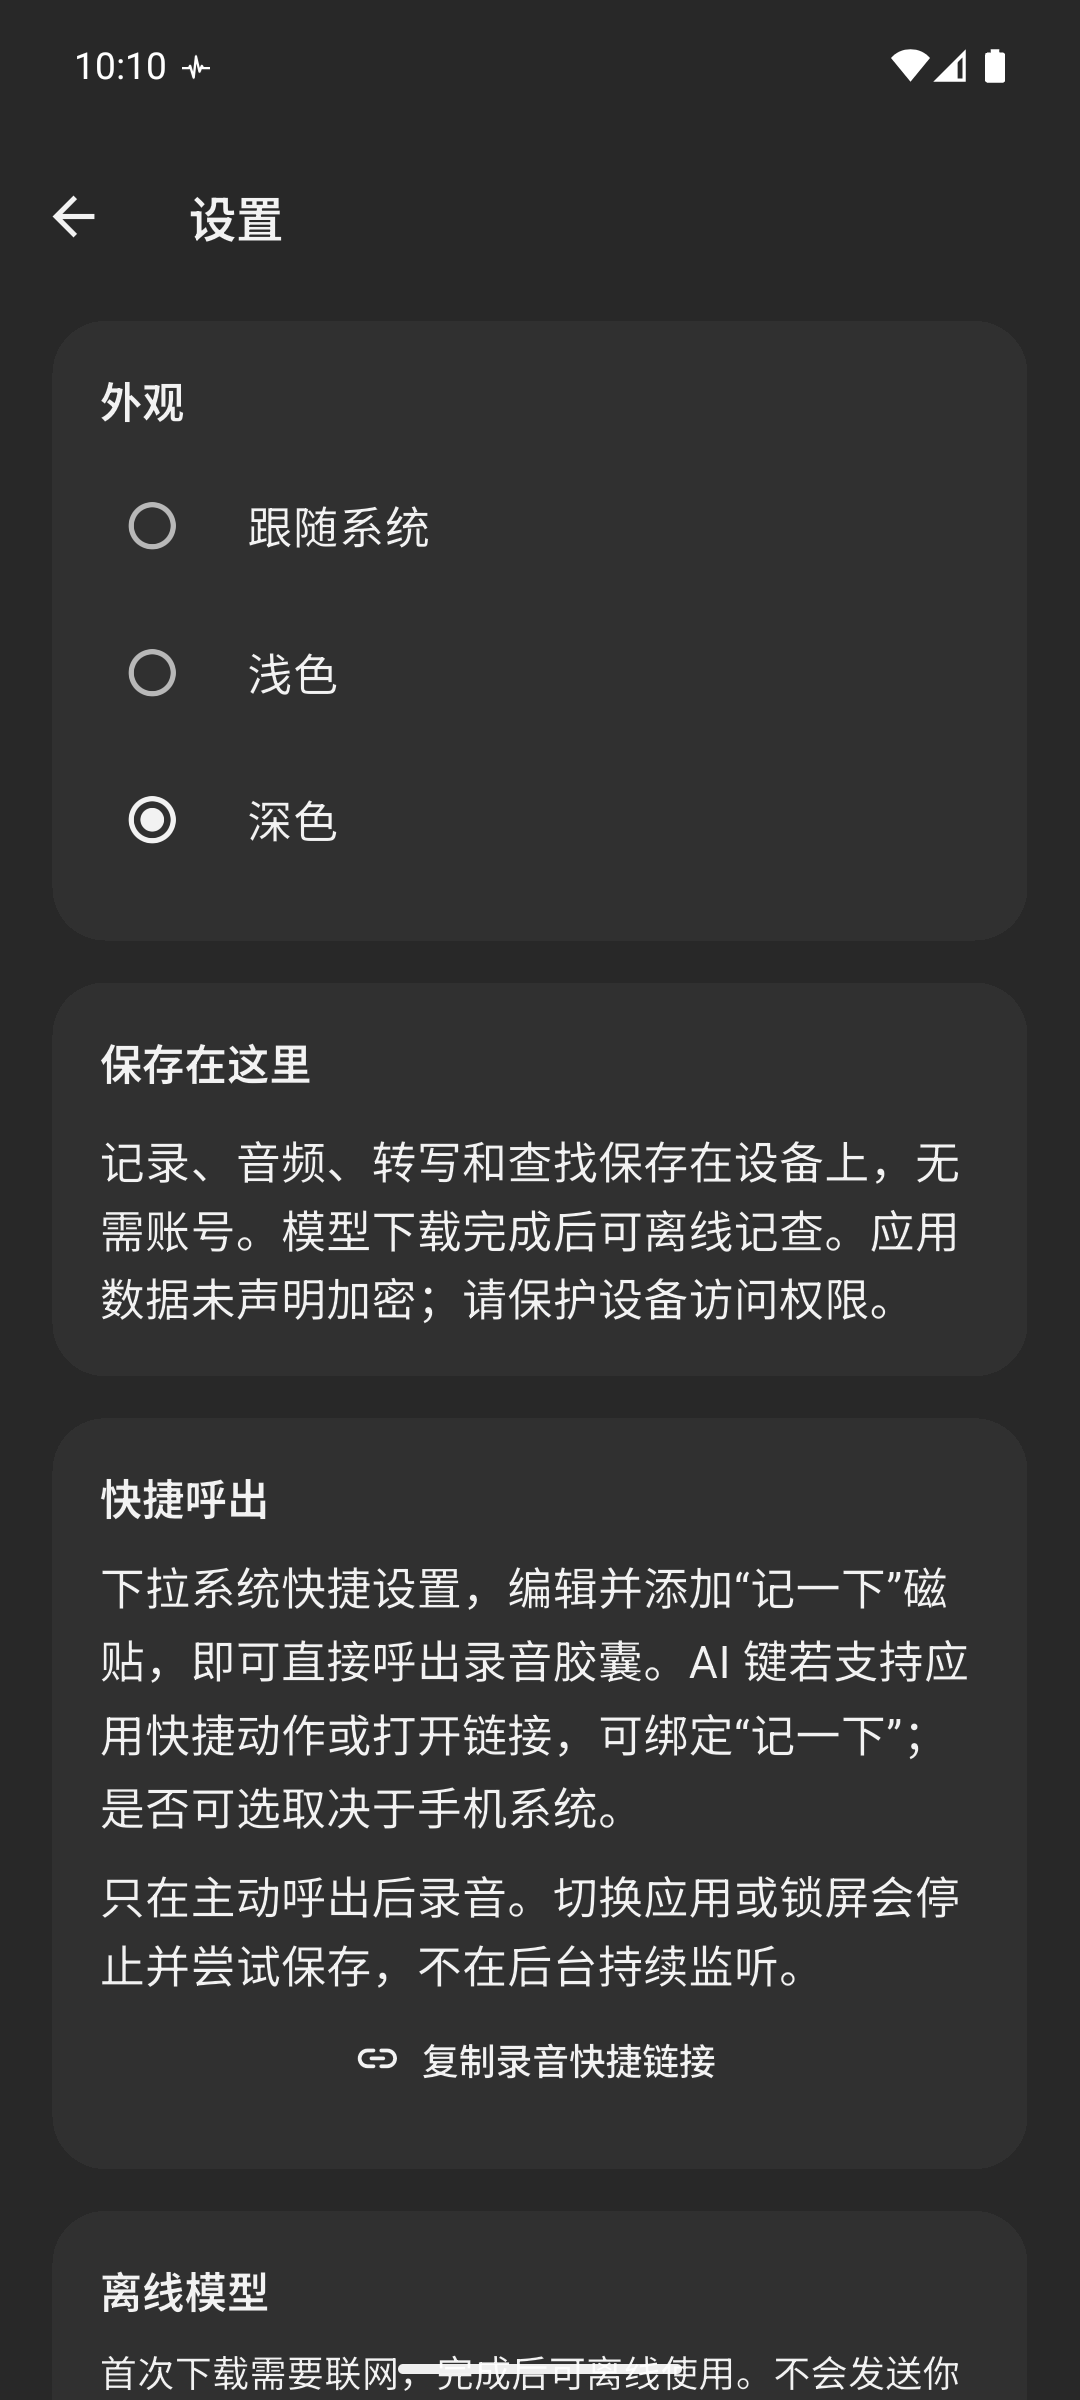 10:10
设置
外观
跟随系统
浅色
深色
保存在这里
记录、音频、转写和查找保存在设备上，无
需账号。模型下载完成后可离线记查。应用
数据未声明加密；请保护设备访问权限。
快捷呼出
下拉系统快捷设置，编辑并添加“记一下”磁
贴，即可直接呼出录音胶囊。AI 键若支持应
用快捷动作或打开链接，可绑定“记一下”；
是否可选取决于手机系统。
只在主动呼出后录音。切换应用或锁屏会停
止并尝试保存，不在后台持续监听。
复制录音快捷链接
离线模型
首次下载需要联网，完成后可离线使用。不会发送你